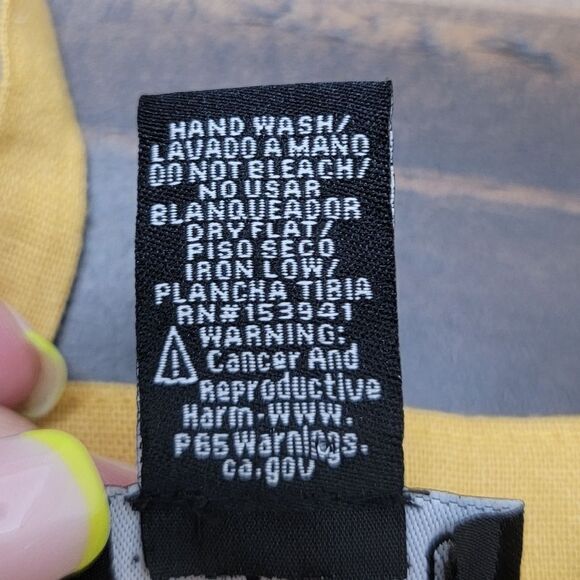 HAND WASH/
LAVADO A MANO
DO NOT BLEACH/
NO USAR
BLANQUEADOR
DRY FLAT/
PISO SECO
IRON LOW/
PLANCHA TIBIA
RN#153941
WARNING:
Cancer And
Reproductive
Harm-WWW.
P65Warnings.
ca.gov